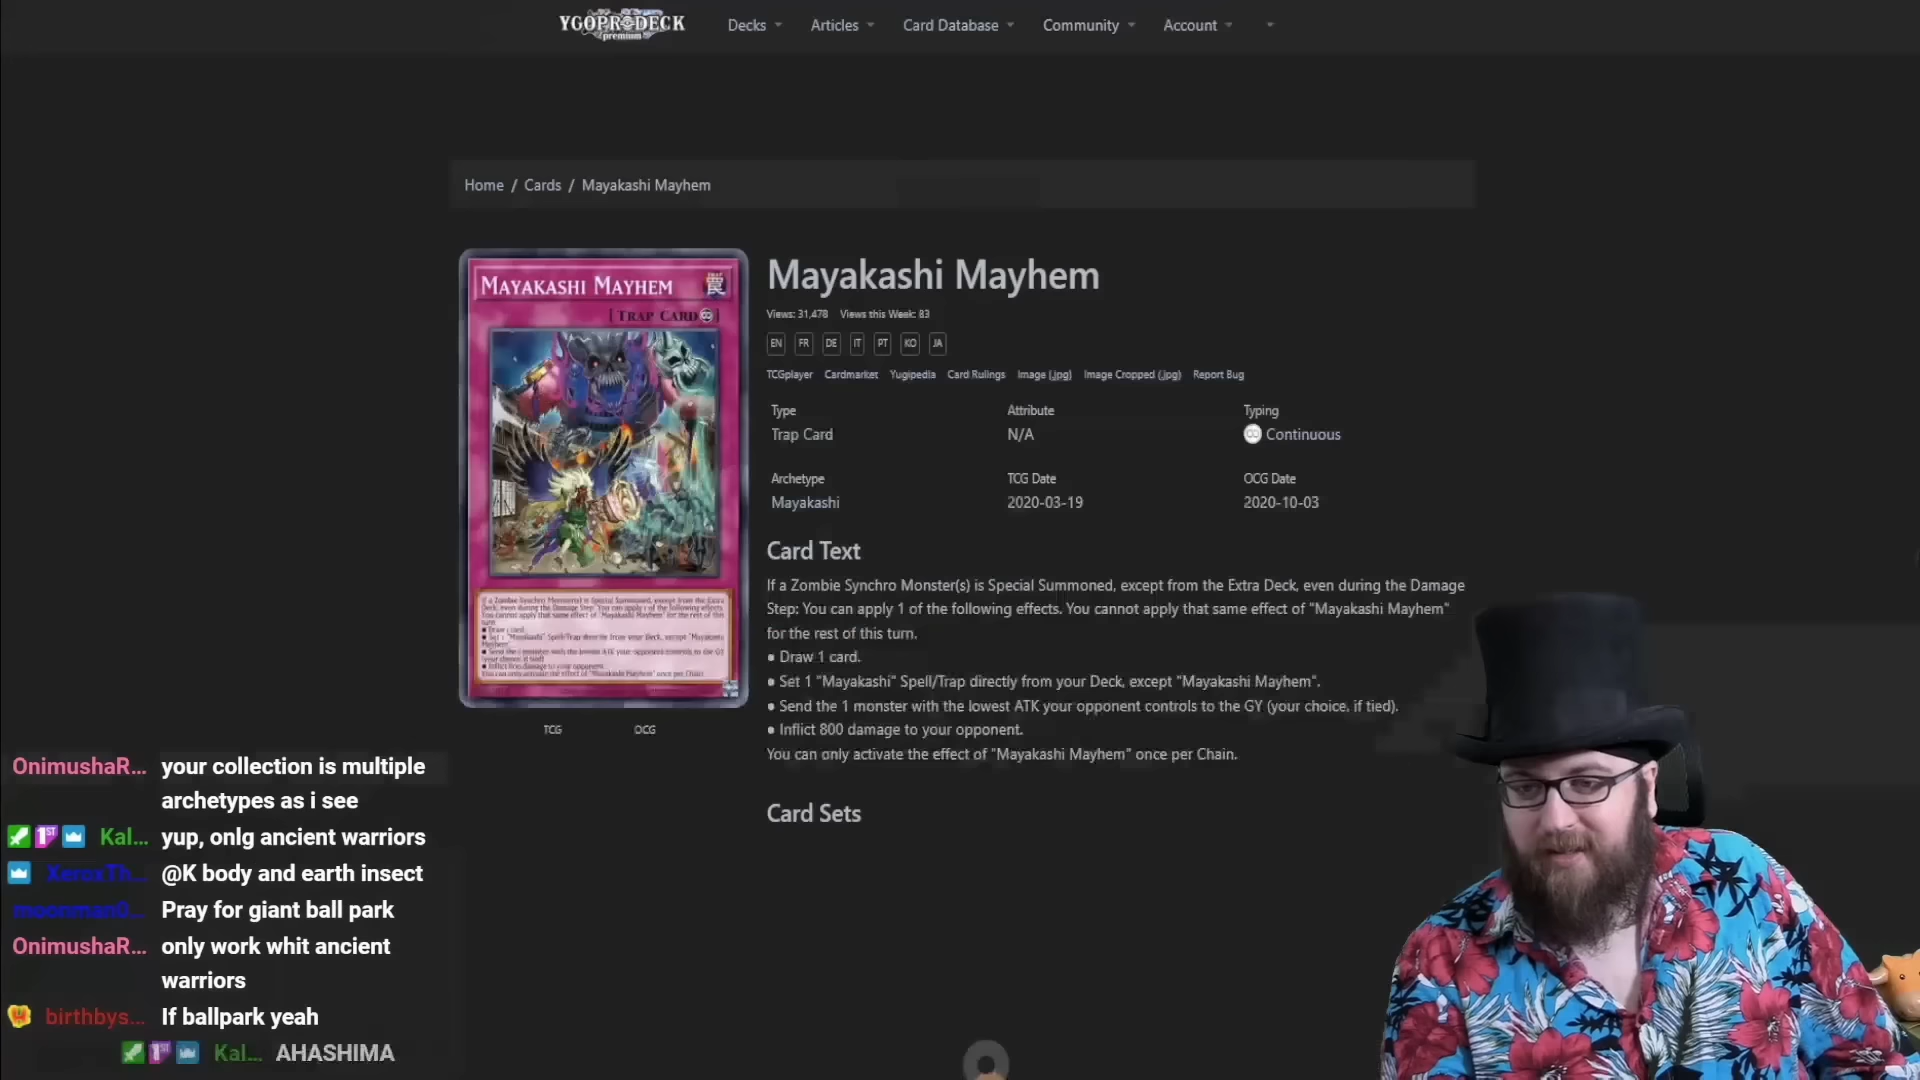 YGOPRODECK
premium
Decks
Articles
Card Database
Community
Account
Home / Cards / Mayakashi Mayhem
MAYAKASHI MAYHEM
[ TRAP CARD ]
TCG
OCG
Mayakashi Mayhem
Views: 31,478 Views this Week: 83
EN FR DE IT PT KO JA
TCGplayer Cardmarket Yugipedia Card Rulings Image (.jpg) Image Cropped (.jpg) Report Bug
Type Attribute Typing
Trap Card N/A Continuous
Archetype TCG Date OCG Date
Mayakashi 2020-03-19 2020-10-03
Card Text
If a Zombie Synchro Monster(s) is Special Summoned, except from the Extra Deck, even during the Damage
Step: You can apply 1 of the following effects. You cannot apply that same effect of "Mayakashi Mayhem"
for the rest of this turn.
● Draw 1 card.
● Set 1 "Mayakashi" Spell/Trap directly from your Deck, except "Mayakashi Mayhem".
● Send the 1 monster with the lowest ATK your opponent controls to the GY (your choice, if tied).
● Inflict 800 damage to your opponent.
You can only activate the effect of "Mayakashi Mayhem" once per Chain.
Card Sets
OnimushaR... your collection is multiple
archetypes as i see
1ST Kal... yup, onlg ancient warriors
XeroxTh... @K body and earth insect
moonman0... Pray for giant ball park
OnimushaR... only work whit ancient
warriors
birthbys... If ballpark yeah
1ST Kal... AHASHIMA